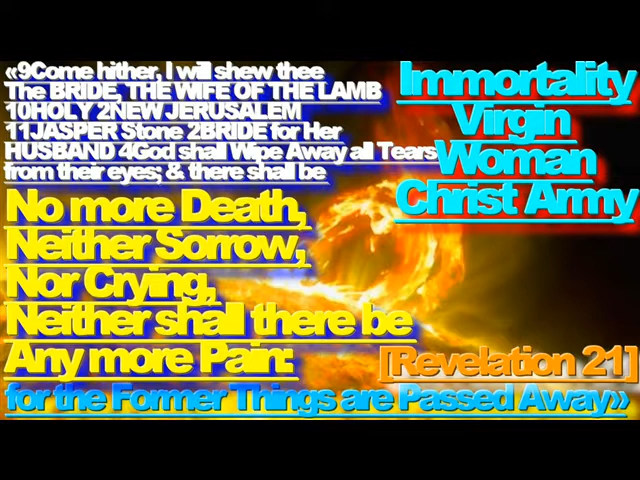 «9Come hither, I will shew thee
The BRIDE, THE WIFE OF THE LAMB
10HOLY 2NEW JERUSALEM
11JASPER Stone 2BRIDE for Her
HUSBAND 4God shall Wipe Away all Tears
from their eyes; & there shall be
No more Death,
Neither Sorrow,
Nor Crying,
Neither shall there be
Any more Pain:
for the Former Things are Passed Away»
Immortality
Virgin
Woman
Christ Army
[Revelation 21]